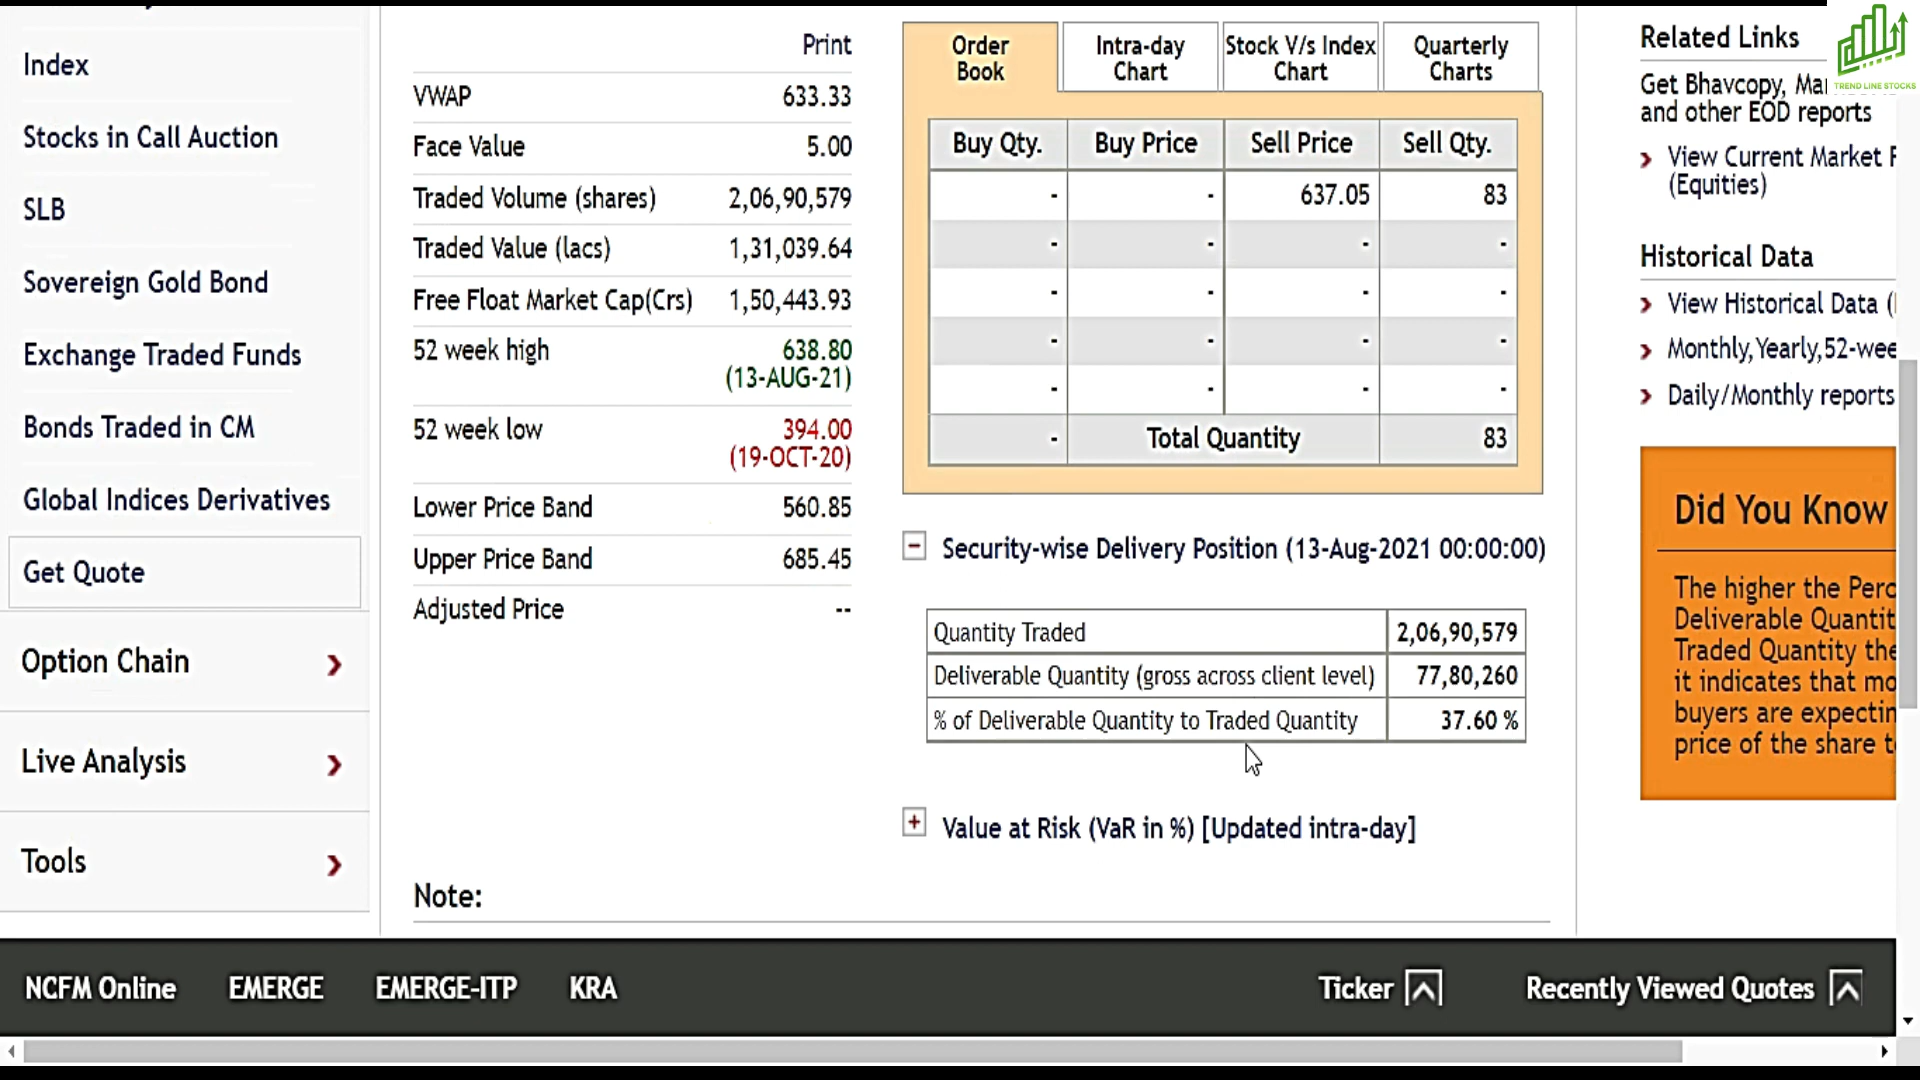 Index
Stocks in Call Auction
SLB
Sovereign Gold Bond
Exchange Traded Funds
Bonds Traded in CM
Global Indices Derivatives
Get Quote
Option Chain
Live Analysis
Tools
Print
VWAP 633.33
Face Value 5.00
Traded Volume (shares) 2,06,90,579
Traded Value (lacs) 1,31,039.64
Free Float Market Cap(Crs) 1,50,443.93
52 week high 638.80
(13-AUG-21)
52 week low 394.00
(19-OCT-20)
Lower Price Band 560.85
Upper Price Band 685.45
Adjusted Price --
Note:
Order Book
Intra-day Chart
Stock V/s Index Chart
Quarterly Charts
Buy Qty. Buy Price Sell Price Sell Qty.
- - 637.05 83
- - - -
- - - -
- - - -
- - - -
- Total Quantity 83
Security-wise Delivery Position (13-Aug-2021 00:00:00)
Quantity Traded 2,06,90,579
Deliverable Quantity (gross across client level) 77,80,260
% of Deliverable Quantity to Traded Quantity 37.60 %
Value at Risk (VaR in %) [Updated intra-day]
Related Links
Get Bhavcopy, Ma
and other EOD reports
View Current Market
(Equities)
Historical Data
View Historical Data (
Monthly,Yearly,52-wee
Daily/Monthly reports
Did You Know
The higher the Perc
Deliverable Quantit
Traded Quantity the
it indicates that mo
buyers are expectin
price of the share t
TREND LINE STOCKS
NCFM Online EMERGE EMERGE-ITP KRA Ticker Recently Viewed Quotes